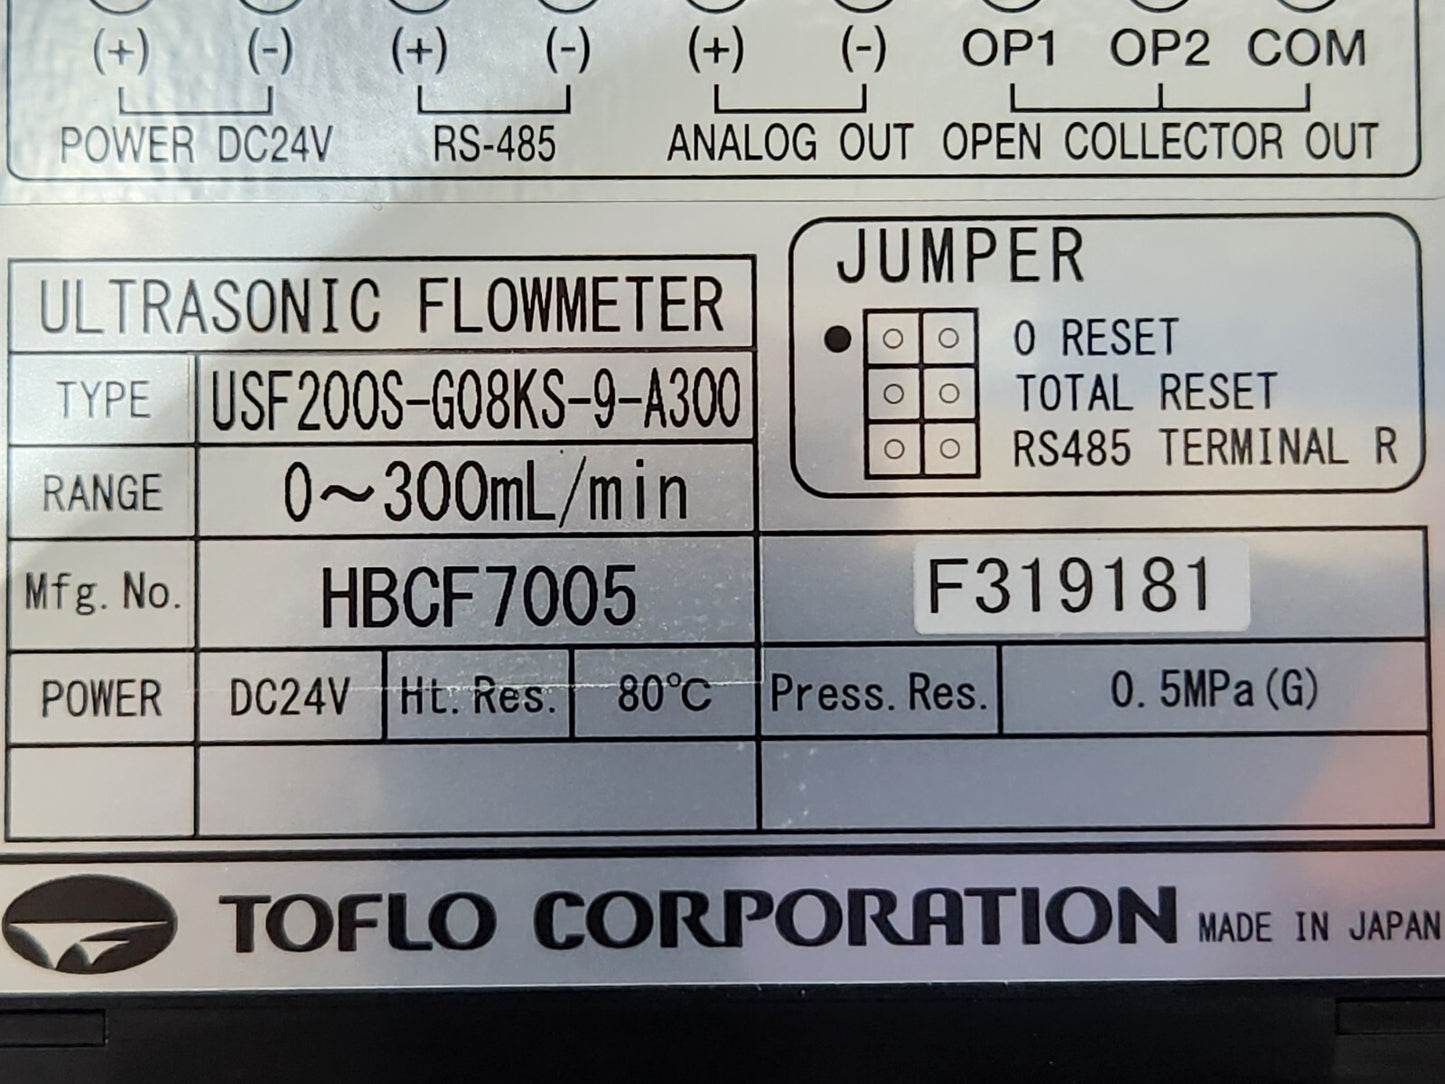 (+) (-) (+) (-) (+) (-) OP1 OP2 COM
POWER DC24V RS-485 ANALOG OUT OPEN COLLECTOR OUT
ULTRASONIC FLOWMETER
TYPE USF200S-G08KS-9-A300
RANGE 0～300mL/min
JUMPER
0 RESET
TOTAL RESET
RS485 TERMINAL R
Mfg. No. HBCF7005 F319181
POWER DC24V Ht. Res. 80℃ Press. Res. 0.5MPa(G)
TOFLO CORPORATION MADE IN JAPAN